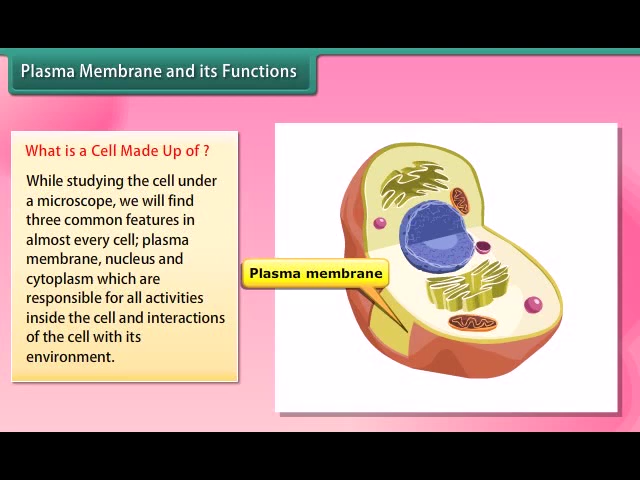 Plasma Membrane and its Functions
What is a Cell Made Up of ?
While studying the cell under
a microscope, we will find
three common features in
almost every cell; plasma
membrane, nucleus and
cytoplasm which are
responsible for all activities
inside the cell and interactions
of the cell with its
environment.
Plasma membrane